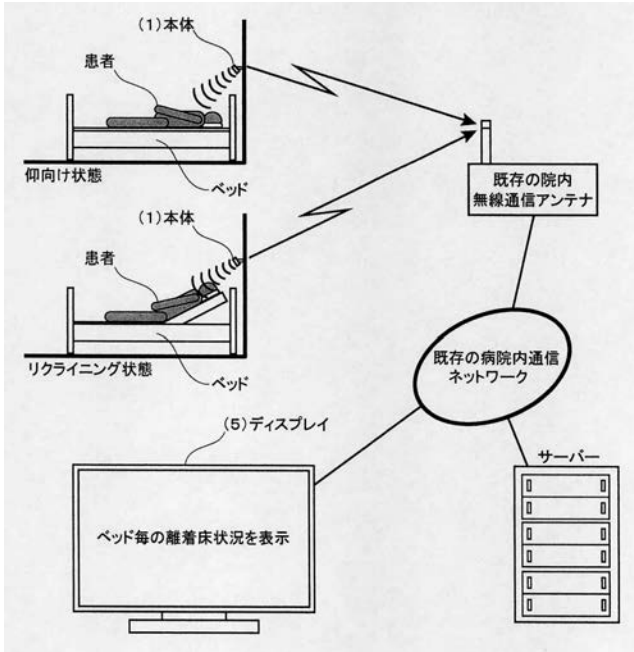 (1)本体
患者
仰向け状態
ベッド
(1)本体
患者
リクライニング状態
ベッド
既存の院内
無線通信アンテナ
既存の病院内通信
ネットワーク
(5)ディスプレイ
サーバー
ベッド毎の離着床状況を表示